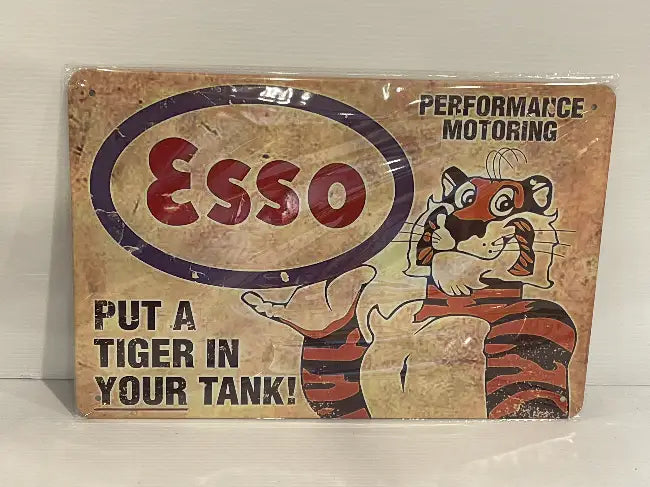 ESSO
PERFORMANCE
MOTORING
PUT A
TIGER IN
YOUR TANK!